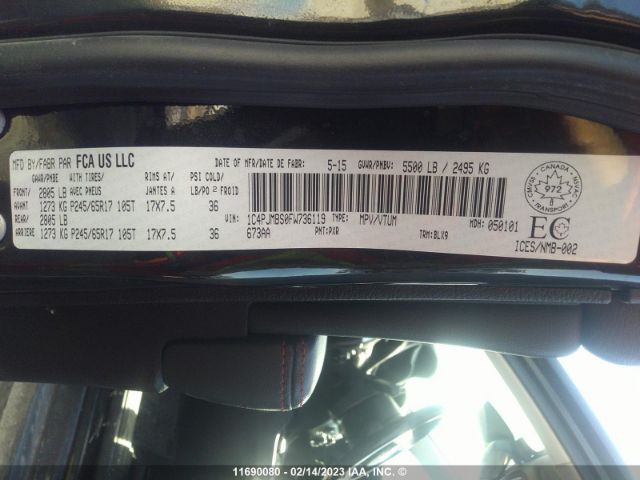 MFD BY/FABR PAR FCA US LLC
DATE OF MFR/DATE DE FABR: 5-15 GVWR/PNBV: 5500 LB / 2495 KG
GAWR/PNBE WITH TIRES/ RIMS AT/ PSI COLD/
FRONT/ 2805 LB AVEC PNEUS JANTES A LB/PO 2 FROID
AVANT 1273 KG P245/65R17 105T 17X7.5 36
REAR/ 2805 LB
ARRIERE 1273 KG P245/65R17 105T 17X7.5 36
VIN: 1C4PJMBS0FW736119 TYPE: MPV/VTUM MDH: 050101
673AA PNT: PXR TRM: BLX9
CMVSS CANADA NSVAC
972
TRANSPORT
EC
ICES/NMB-002
11690080 - 02/14/2023 - IMPACT